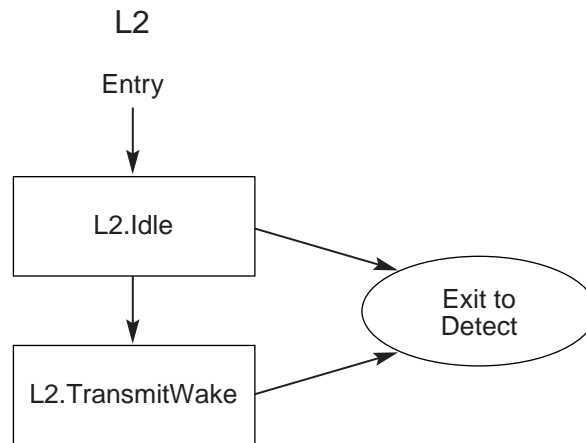 L2
Entry
L2.Idle
Exit to
Detect
L2.TransmitWake